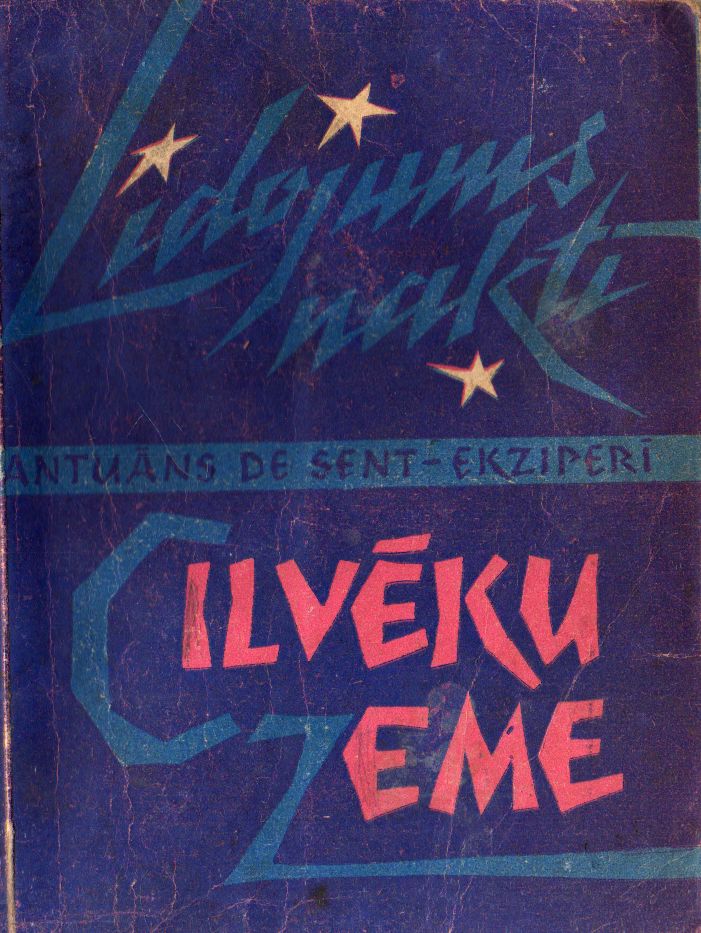 Lidojums
naktī
ANTUĀNS DE SENT-EKZIPERĪ
CILVĒKU
ZEME